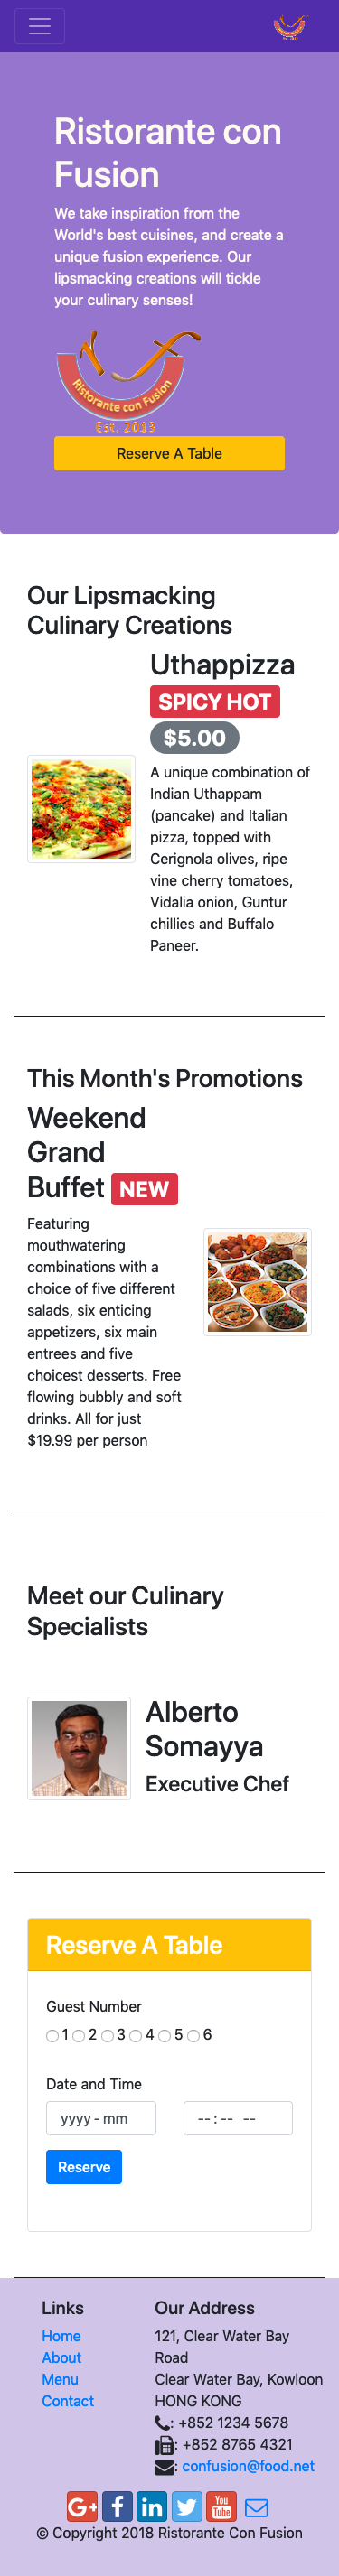 Ristorante con
Fusion
We take inspiration from the
World's best cuisines, and create a
unique fusion experience. Our
lipsmacking creations will tickle
your culinary senses!
Ristorante con Fusion
Est. 2013
Reserve A Table
Our Lipsmacking
Culinary Creations
Uthappizza
SPICY HOT
$5.00
A unique combination of
Indian Uthappam
(pancake) and Italian
pizza, topped with
Cerignola olives, ripe
vine cherry tomatoes,
Vidalia onion, Guntur
chillies and Buffalo
Paneer.
This Month's Promotions
Weekend
Grand
Buffet NEW
Featuring
mouthwatering
combinations with a
choice of five different
salads, six enticing
appetizers, six main
entrees and five
choicest desserts. Free
flowing bubbly and soft
drinks. All for just
$19.99 per person
Meet our Culinary
Specialists
Alberto
Somayya
Executive Chef
Reserve A Table
Guest Number
1 2 3 4 5 6
Date and Time
yyyy-mm --:-- --
Reserve
Links
Home
About
Menu
Contact
Our Address
121, Clear Water Bay
Road
Clear Water Bay, Kowloon
HONG KONG
: +852 1234 5678
: +852 8765 4321
: confusion@food.net
G+ f in You Tube
© Copyright 2018 Ristorante Con Fusion